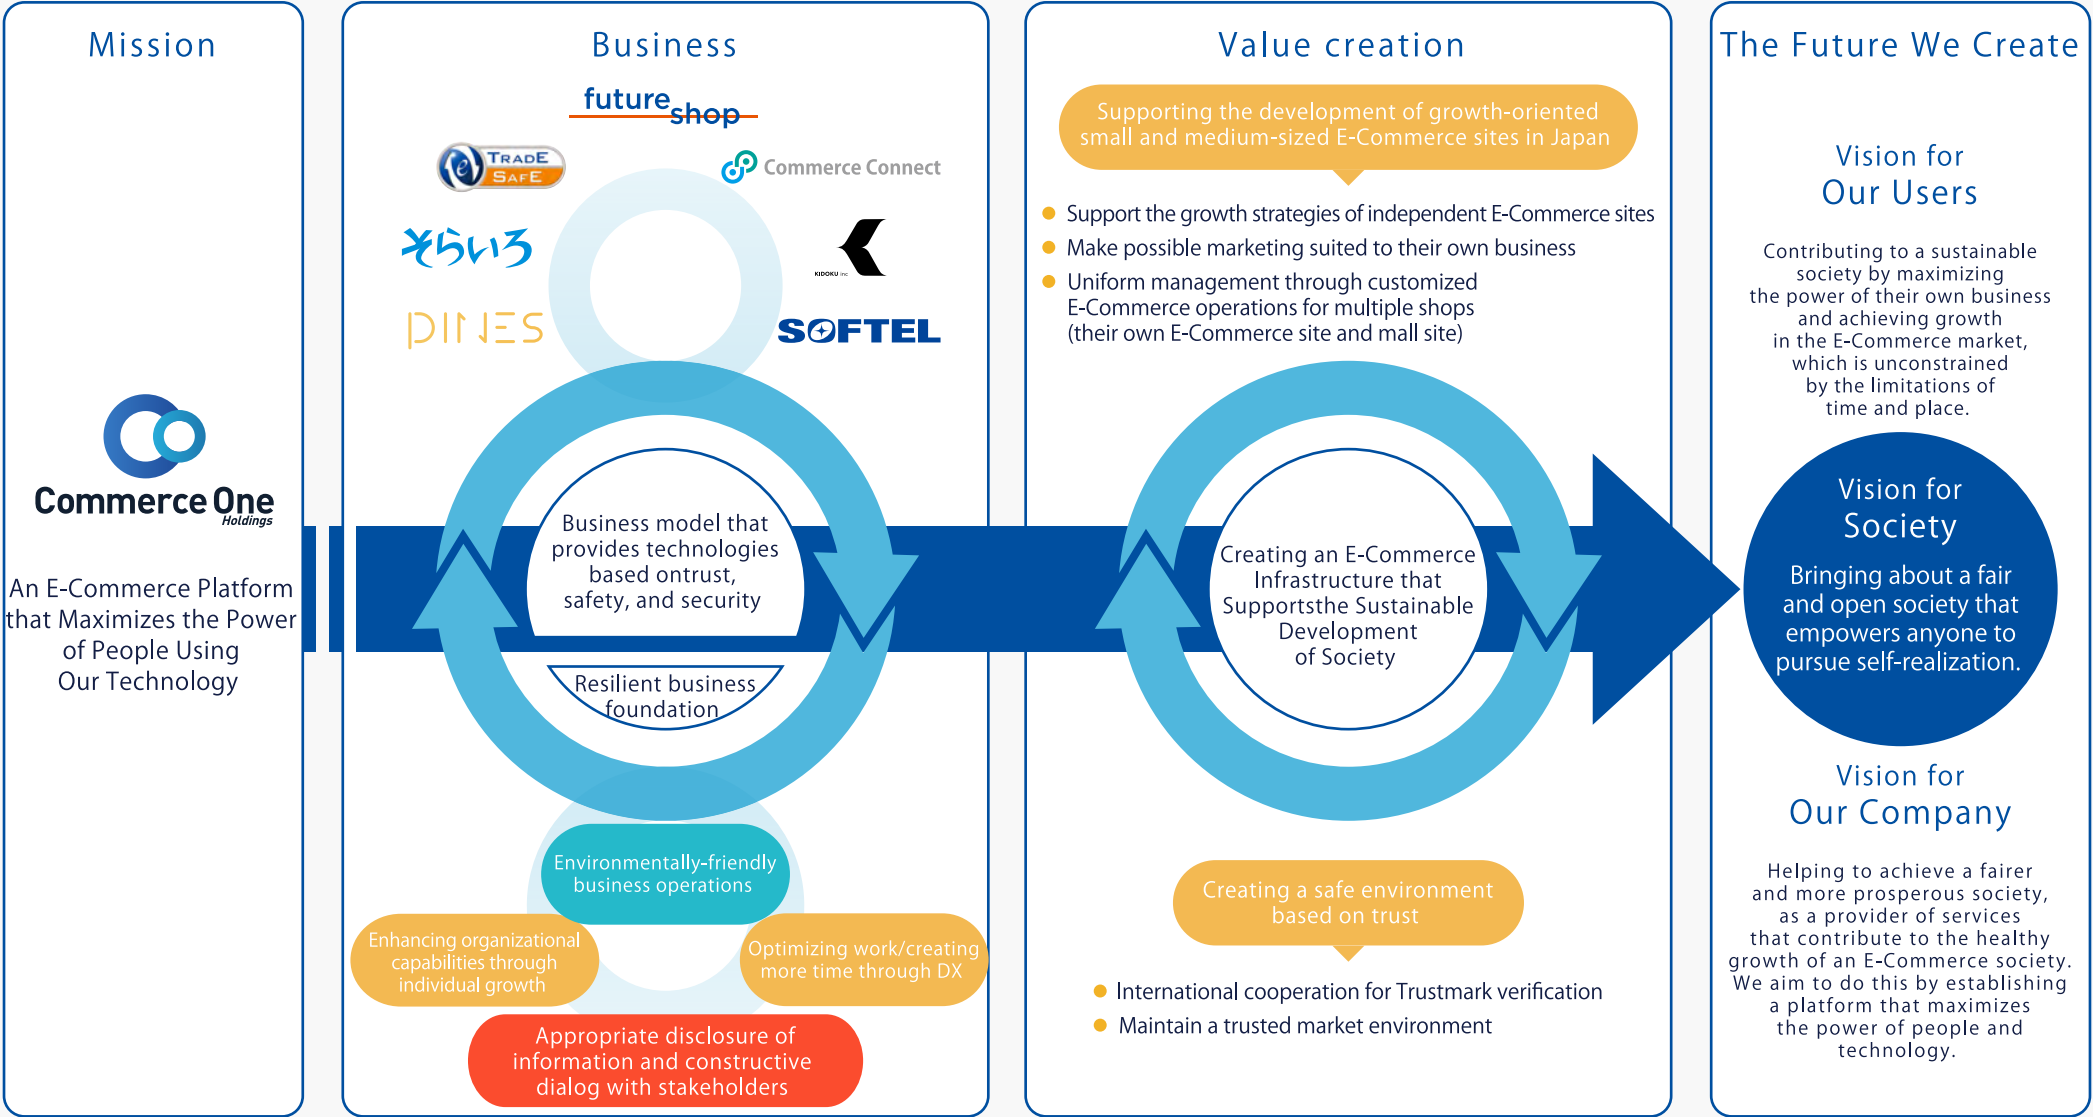 Mission
Commerce One
Holdings
An E-Commerce Platform
that Maximizes the Power
of People Using
Our Technology
Business
future
shop
e
TRADE
SAFE
Commerce Connect
そらいろ
KIDOKU inc
PINES
SOFTEL
Business model that
provides technologies
based ontrust,
safety, and security
Resilient business
foundation
Environmentally-friendly
business operations
Enhancing organizational
capabilities through
individual growth
Optimizing work/creating
more time through DX
Appropriate disclosure of
information and constructive
dialog with stakeholders
Value creation
Supporting the development of growth-oriented
small and medium-sized E-Commerce sites in Japan
Support the growth strategies of independent E-Commerce sites
Make possible marketing suited to their own business
Uniform management through customized
E-Commerce operations for multiple shops
(their own E-Commerce site and mall site)
Creating an E-Commerce
Infrastructure that
Supportsthe Sustainable
Development
of Society
Creating a safe environment
based on trust
International cooperation for Trustmark verification
Maintain a trusted market environment
The Future We Create
Vision for
Our Users
Contributing to a sustainable
society by maximizing
the power of their own business
and achieving growth
in the E-Commerce market,
which is unconstrained
by the limitations of
time and place.
Vision for
Society
Bringing about a fair
and open society that
empowers anyone to
pursue self-realization.
Vision for
Our Company
Helping to achieve a fairer
and more prosperous society,
as a provider of services
that contribute to the healthy
growth of an E-Commerce society.
We aim to do this by establishing
a platform that maximizes
the power of people and
technology.